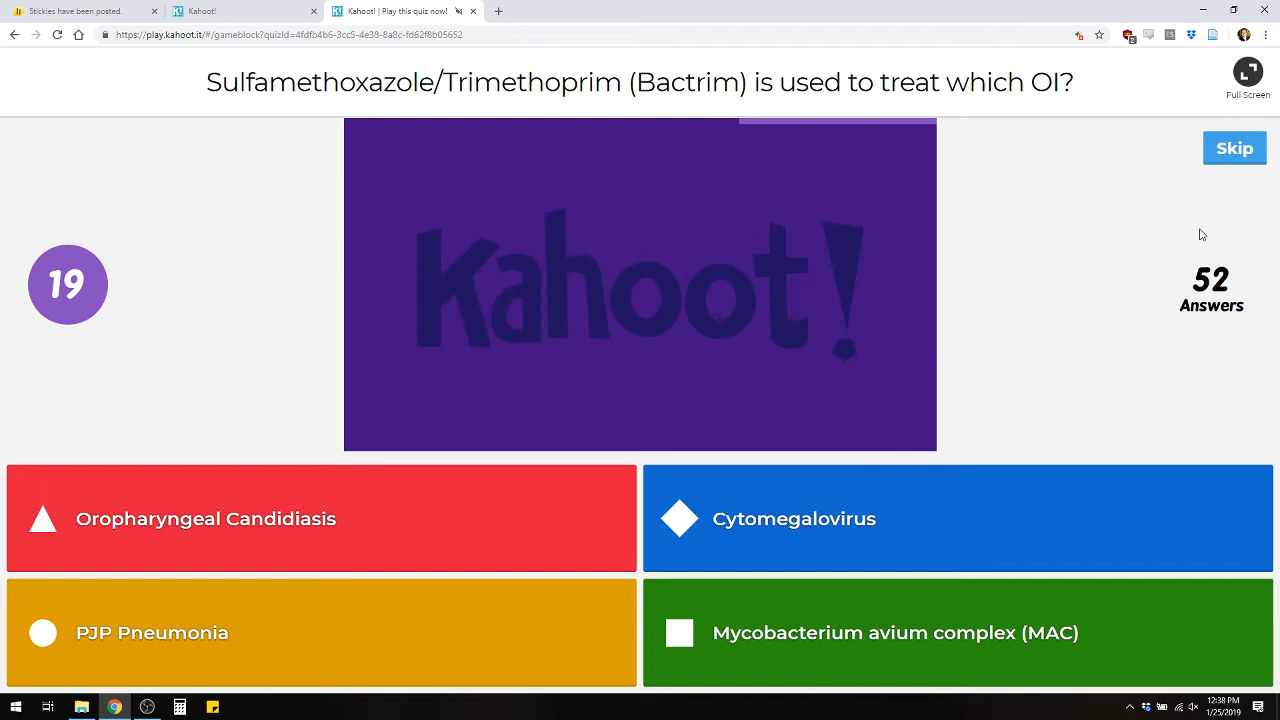 Stickies have been posted.
Kahoot!
Kahoot! | Play this quiz now!
https://play.kahoot.it/#/gameblock?quizId=4fdfb4b6-3cc5-4e38-8a8c-fd62f8b05652
2
Sulfamethoxazole/Trimethoprim (Bactrim) is used to treat which OI?
Full Screen
Skip
Kahoot!
19
52
Answers
Oropharyngeal Candidiasis
Cytomegalovirus
PJP Pneumonia
Mycobacterium avium complex (MAC)
12:38 PM
1/25/2019